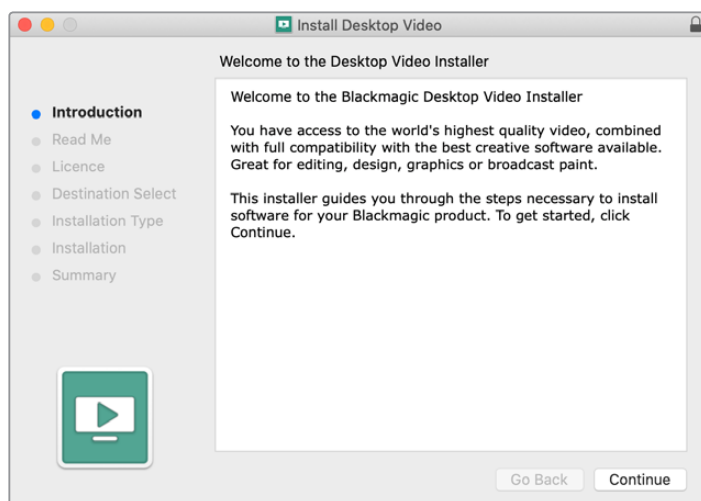 Install Desktop Video
Welcome to the Desktop Video Installer
Introduction
Read Me
Licence
Destination Select
Installation Type
Installation
Summary
Welcome to the Blackmagic Desktop Video Installer
You have access to the world's highest quality video, combined
with full compatibility with the best creative software available.
Great for editing, design, graphics or broadcast paint.
This installer guides you through the steps necessary to install
software for your Blackmagic product. To get started, click
Continue.
Go Back
Continue